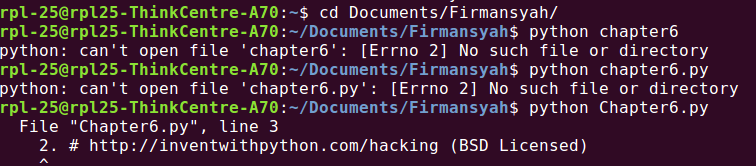 rpl-25@rpl25-ThinkCentre-A70:~$ cd Documents/Firmansyah/
rpl-25@rpl25-ThinkCentre-A70:~/Documents/Firmansyah$ python chapter6
python: can't open file 'chapter6': [Errno 2] No such file or directory
rpl-25@rpl25-ThinkCentre-A70:~/Documents/Firmansyah$ python chapter6.py
python: can't open file 'chapter6.py': [Errno 2] No such file or directory
rpl-25@rpl25-ThinkCentre-A70:~/Documents/Firmansyah$ python Chapter6.py
  File "Chapter6.py", line 3
    2. # http://inventwithpython.com/hacking (BSD Licensed)
    ^